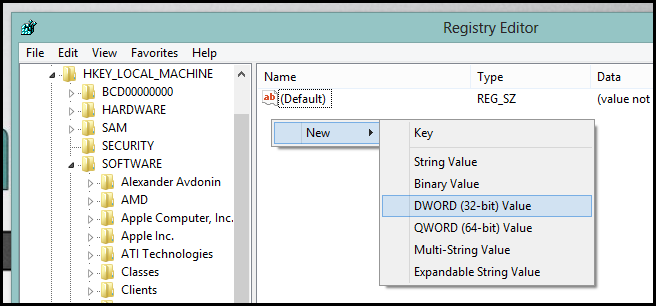 Registry Editor
File Edit View Favorites Help
HKEY_LOCAL_MACHINE
BCD00000000
HARDWARE
SAM
SECURITY
SOFTWARE
Alexander Avdonin
AMD
Apple Computer, Inc.
Apple Inc.
ATI Technologies
Classes
Clients
Name Type Data
ab (Default) REG_SZ (value not
New
Key
String Value
Binary Value
DWORD (32-bit) Value
QWORD (64-bit) Value
Multi-String Value
Expandable String Value